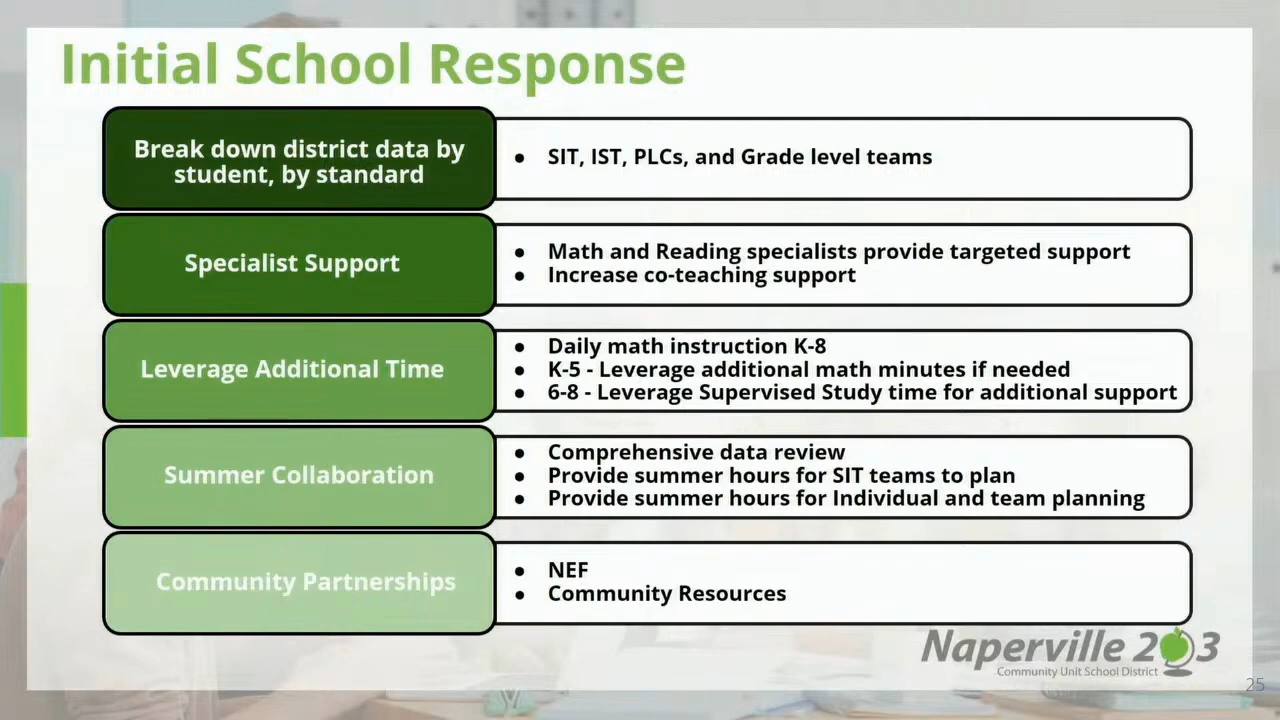 Initial School Response
Break down district data by
student, by standard
• SIT, IST, PLCs, and Grade level teams
Specialist Support
• Math and Reading specialists provide targeted support
• Increase co-teaching support
Leverage Additional Time
• Daily math instruction K-8
• K-5 - Leverage additional math minutes if needed
• 6-8 - Leverage Supervised Study time for additional support
Summer Collaboration
• Comprehensive data review
• Provide summer hours for SIT teams to plan
• Provide summer hours for Individual and team planning
Community Partnerships
• NEF
• Community Resources
Naperville 203
Community Unit School District
25